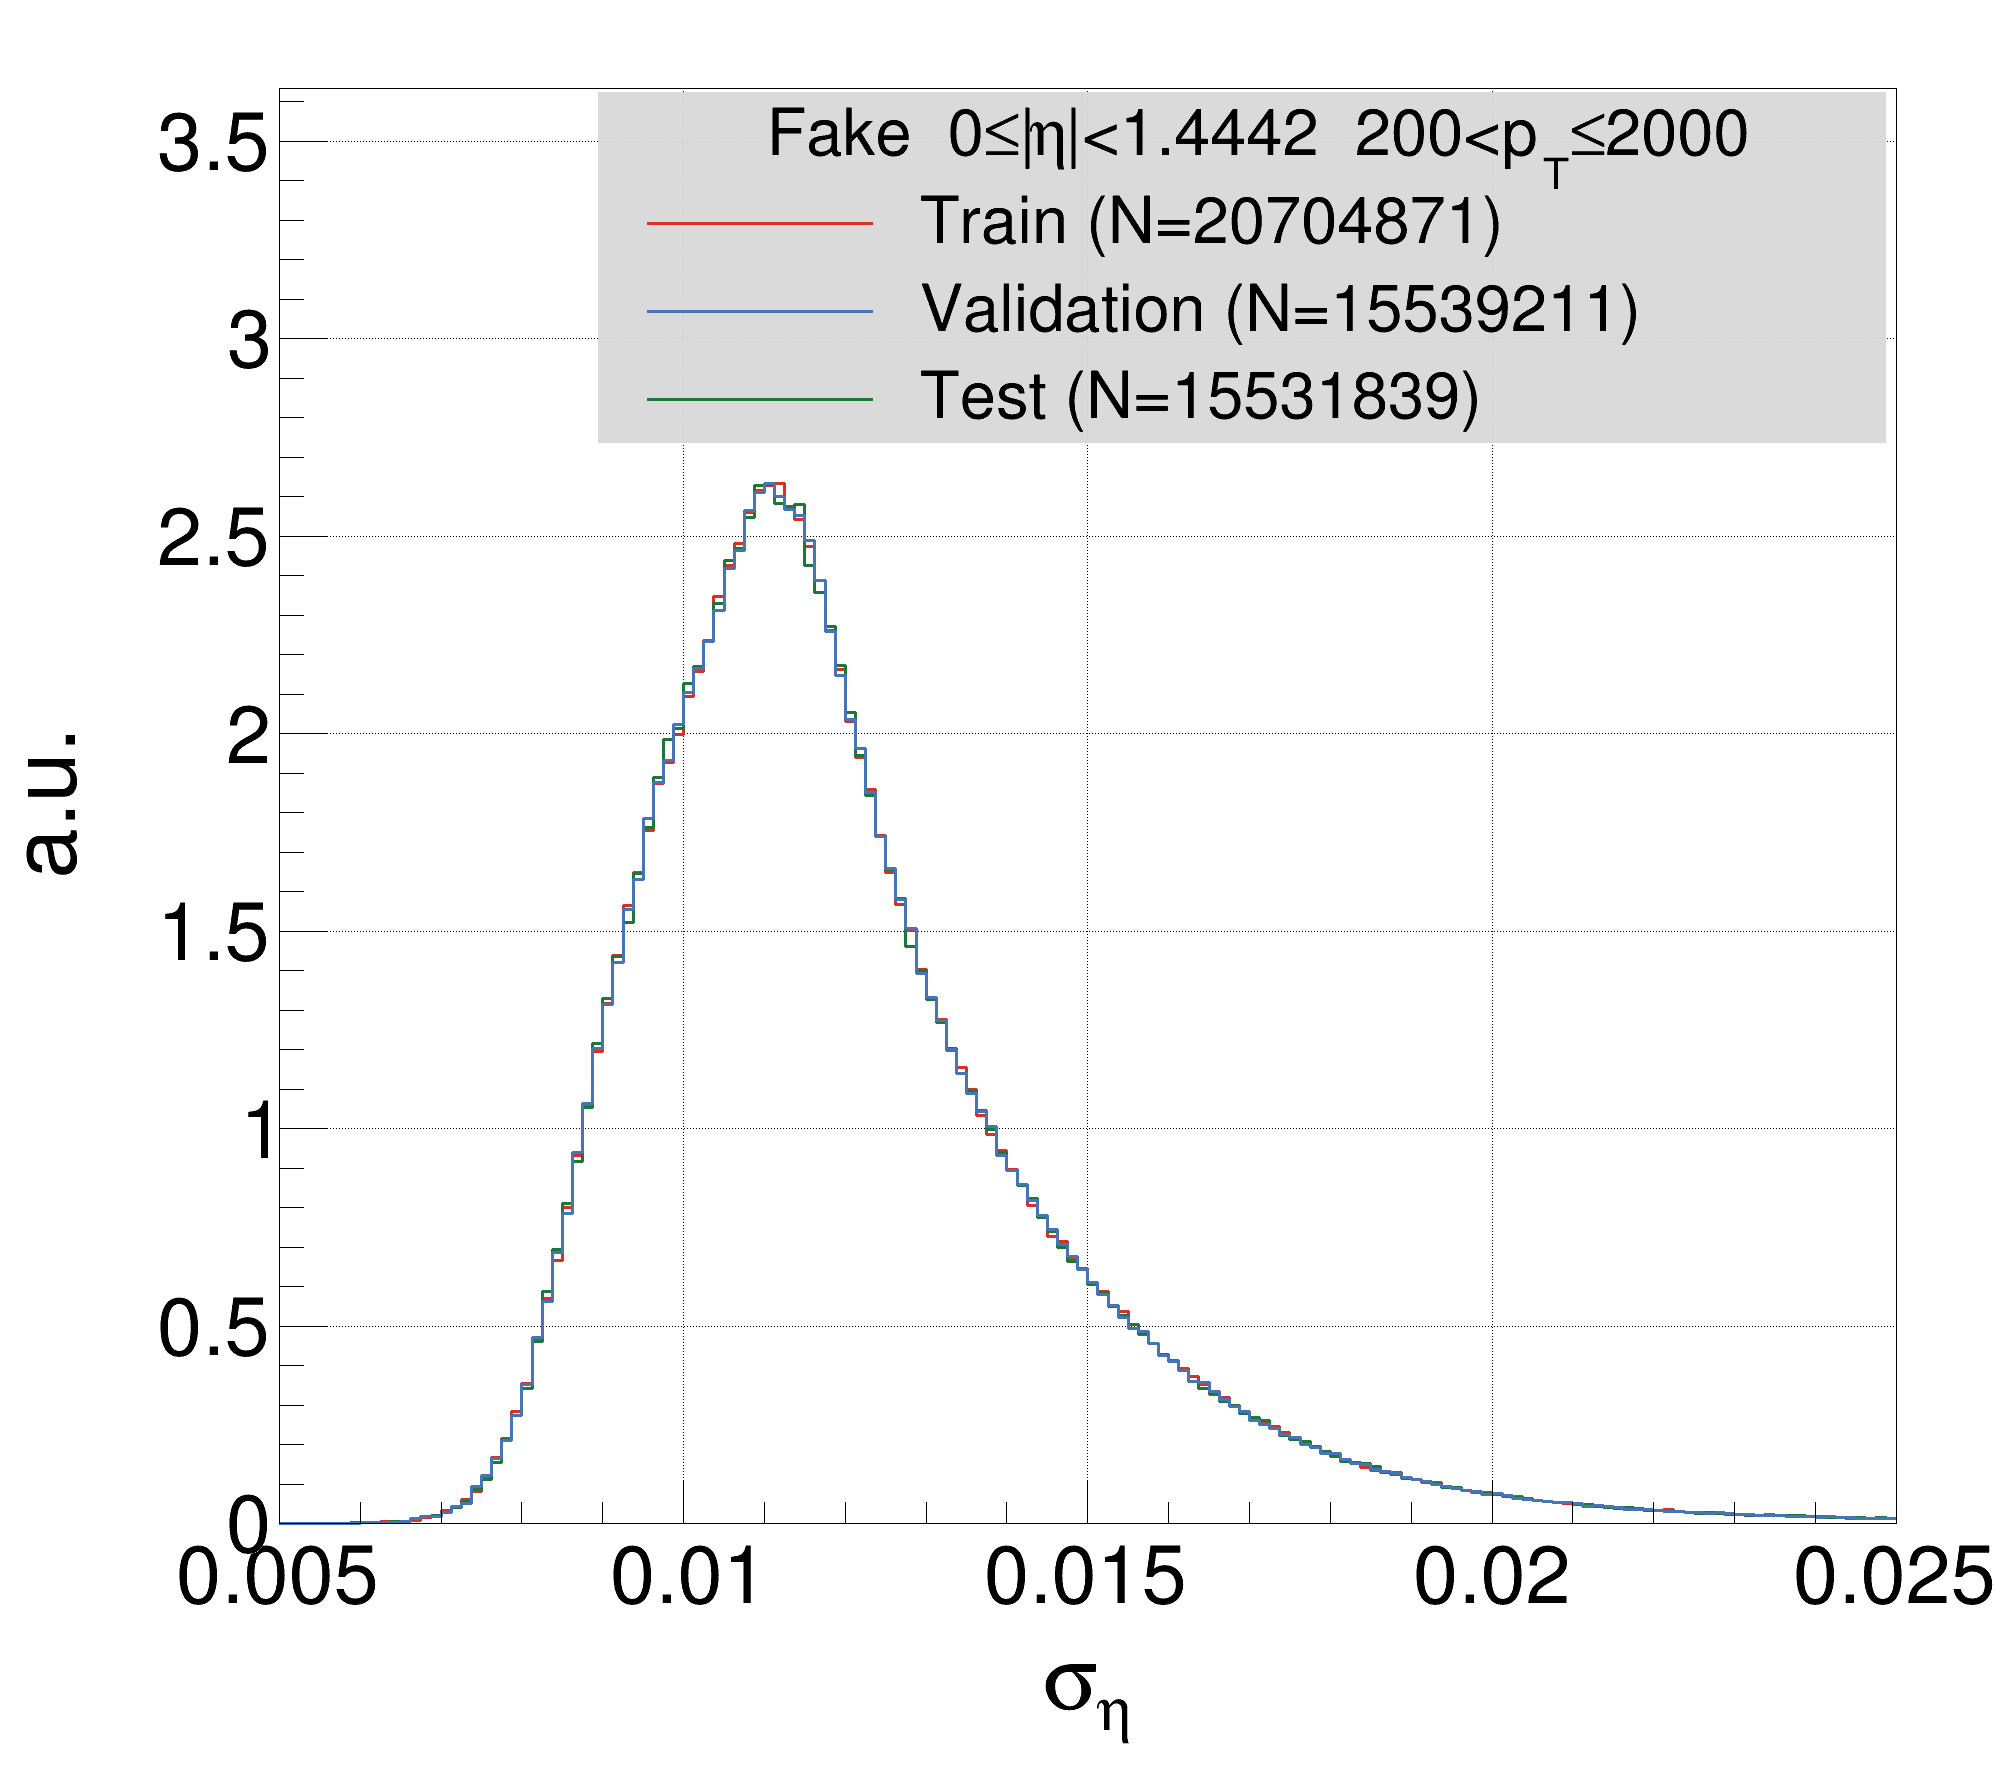 3.5
3
2.5
2
1.5
1
0.5
0
a.u.
Fake 0≤|η|<1.4442 200<p_T≤2000
Train (N=20704871)
Validation (N=15539211)
Test (N=15531839)
0.005 0.01 0.015 0.02 0.025
σ_η